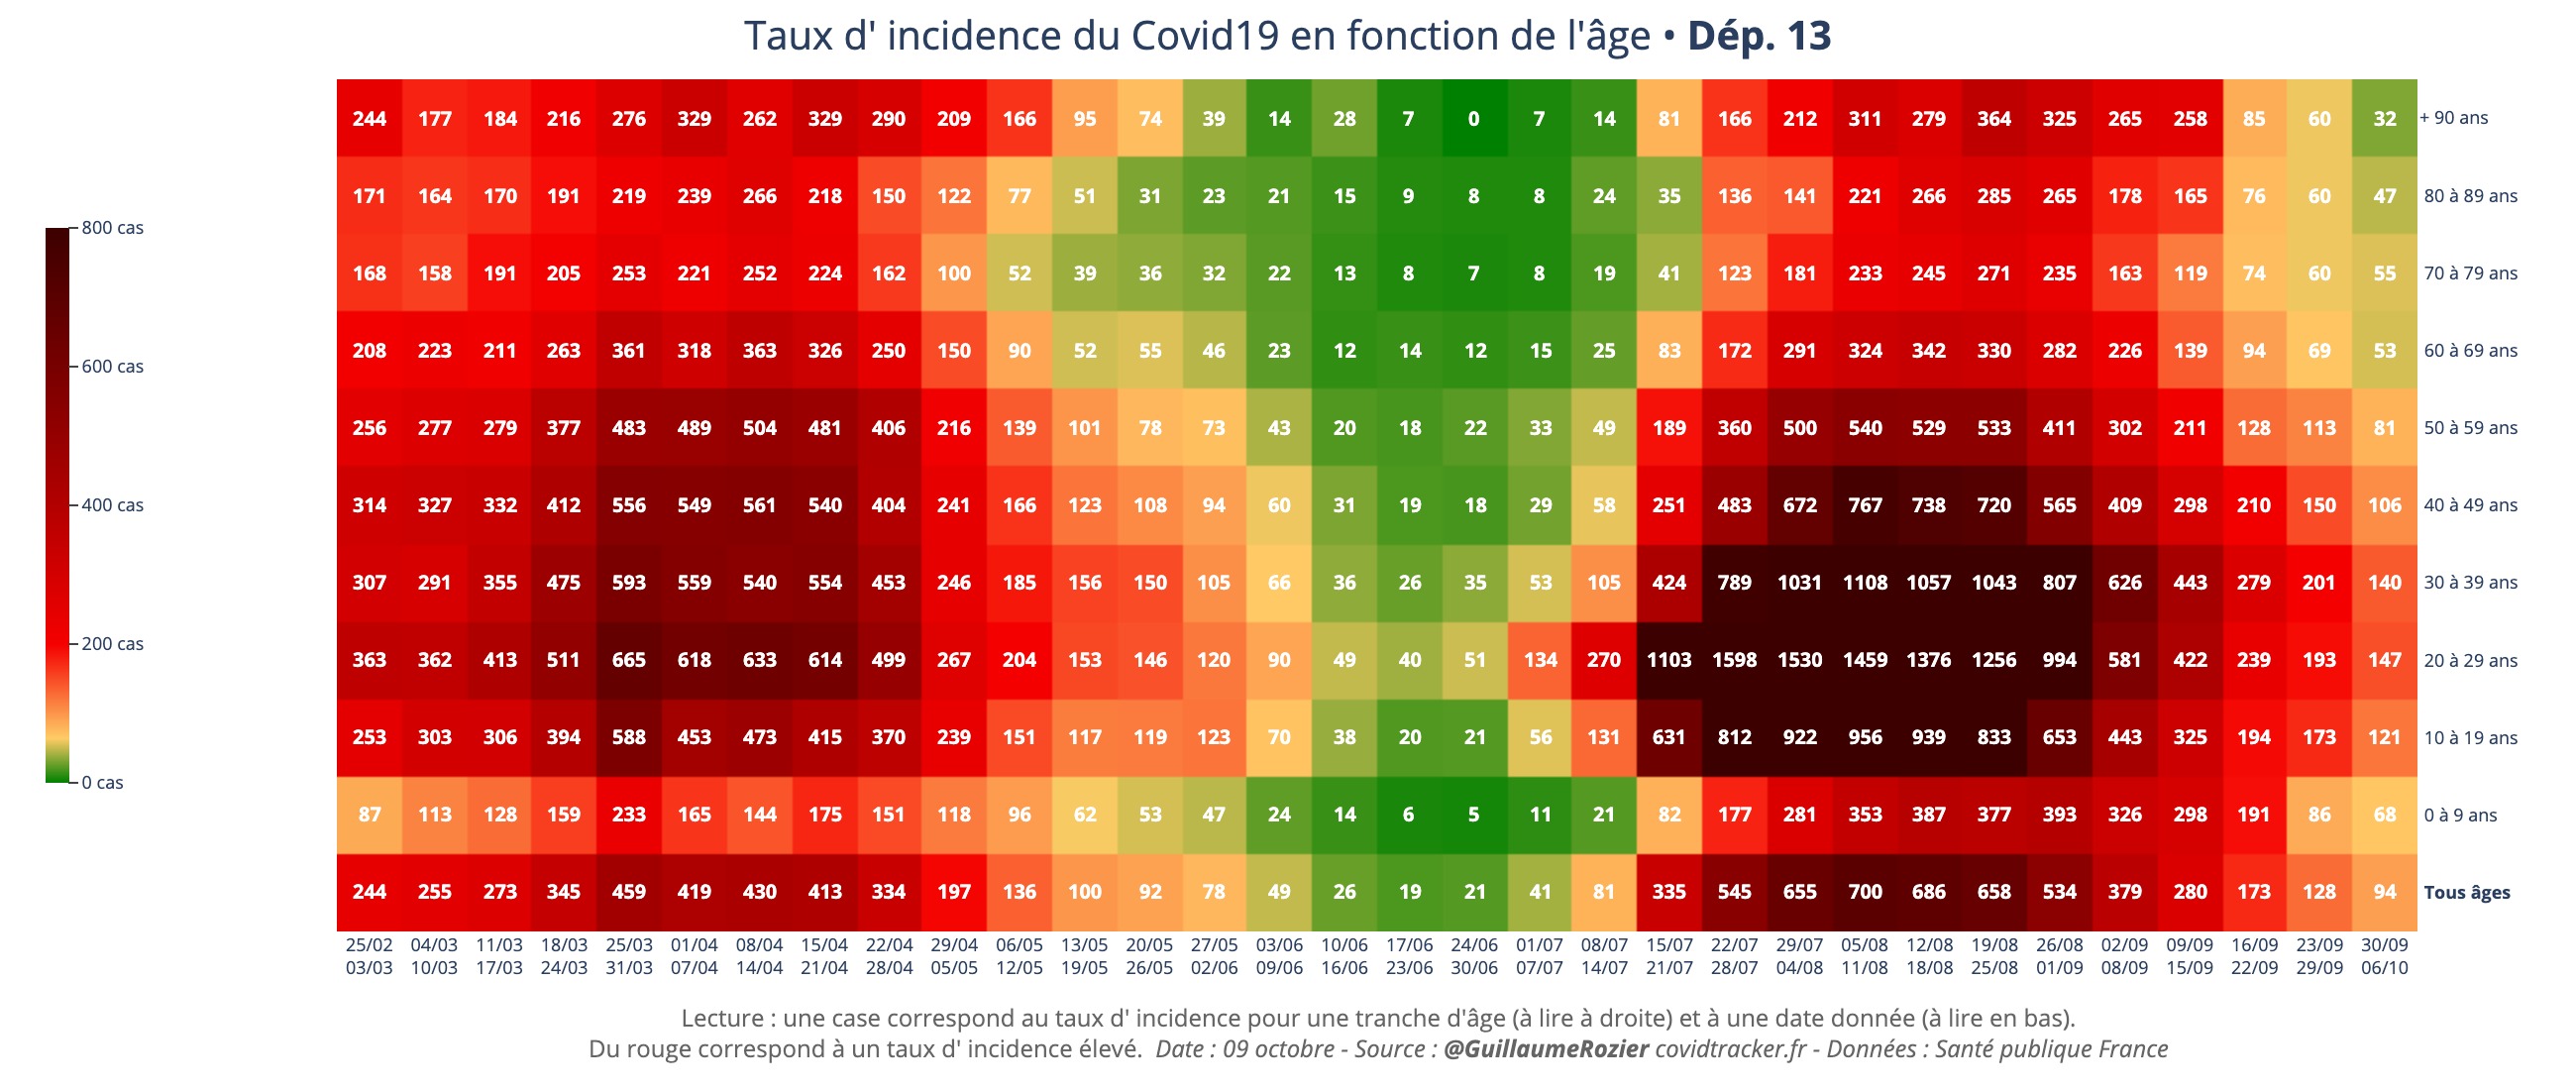 Taux d' incidence du Covid19 en fonction de l'âge • Dép. 13
800 cas
600 cas
400 cas
200 cas
0 cas
244 177 184 216 276 329 262 329 290 209 166 95 74 39 14 28 7 0 7 14 81 166 212 311 279 364 325 265 258 85 60 32 + 90 ans
171 164 170 191 219 239 266 218 150 122 77 51 31 23 21 15 9 8 8 24 35 136 141 221 266 285 265 178 165 76 60 47 80 à 89 ans
168 158 191 205 253 221 252 224 162 100 52 39 36 32 22 13 8 7 8 19 41 123 181 233 245 271 235 163 119 74 60 55 70 à 79 ans
208 223 211 263 361 318 363 326 250 150 90 52 55 46 23 12 14 12 15 25 83 172 291 324 342 330 282 226 139 94 69 53 60 à 69 ans
256 277 279 377 483 489 504 481 406 216 139 101 78 73 43 20 18 22 33 49 189 360 500 540 529 533 411 302 211 128 113 81 50 à 59 ans
314 327 332 412 556 549 561 540 404 241 166 123 108 94 60 31 19 18 29 58 251 483 672 767 738 720 565 409 298 210 150 106 40 à 49 ans
307 291 355 475 593 559 540 554 453 246 185 156 150 105 66 36 26 35 53 105 424 789 1031 1108 1057 1043 807 626 443 279 201 140 30 à 39 ans
363 362 413 511 665 618 633 614 499 267 204 153 146 120 90 49 40 51 134 270 1103 1598 1530 1459 1376 1256 994 581 422 239 193 147 20 à 29 ans
253 303 306 394 588 453 473 415 370 239 151 117 119 123 70 38 20 21 56 131 631 812 922 956 939 833 653 443 325 194 173 121 10 à 19 ans
87 113 128 159 233 165 144 175 151 118 96 62 53 47 24 14 6 5 11 21 82 177 281 353 387 377 393 326 298 191 86 68 0 à 9 ans
244 255 273 345 459 419 430 413 334 197 136 100 92 78 49 26 19 21 41 81 335 545 655 700 686 658 534 379 280 173 128 94 Tous âges
25/02 04/03 11/03 18/03 25/03 01/04 08/04 15/04 22/04 29/04 06/05 13/05 20/05 27/05 03/06 10/06 17/06 24/06 01/07 08/07 15/07 22/07 29/07 05/08 12/08 19/08 26/08 02/09 09/09 16/09 23/09 30/09
03/03 10/03 17/03 24/03 31/03 07/04 14/04 21/04 28/04 05/05 12/05 19/05 26/05 02/06 09/06 16/06 23/06 30/06 07/07 14/07 21/07 28/07 04/08 11/08 18/08 25/08 01/09 08/09 15/09 22/09 29/09 06/10
Lecture : une case correspond au taux d' incidence pour une tranche d'âge (à lire à droite) et à une date donnée (à lire en bas).
Du rouge correspond à un taux d' incidence élevé. Date : 09 octobre - Source : @GuillaumeRozier covidtracker.fr - Données : Santé publique France